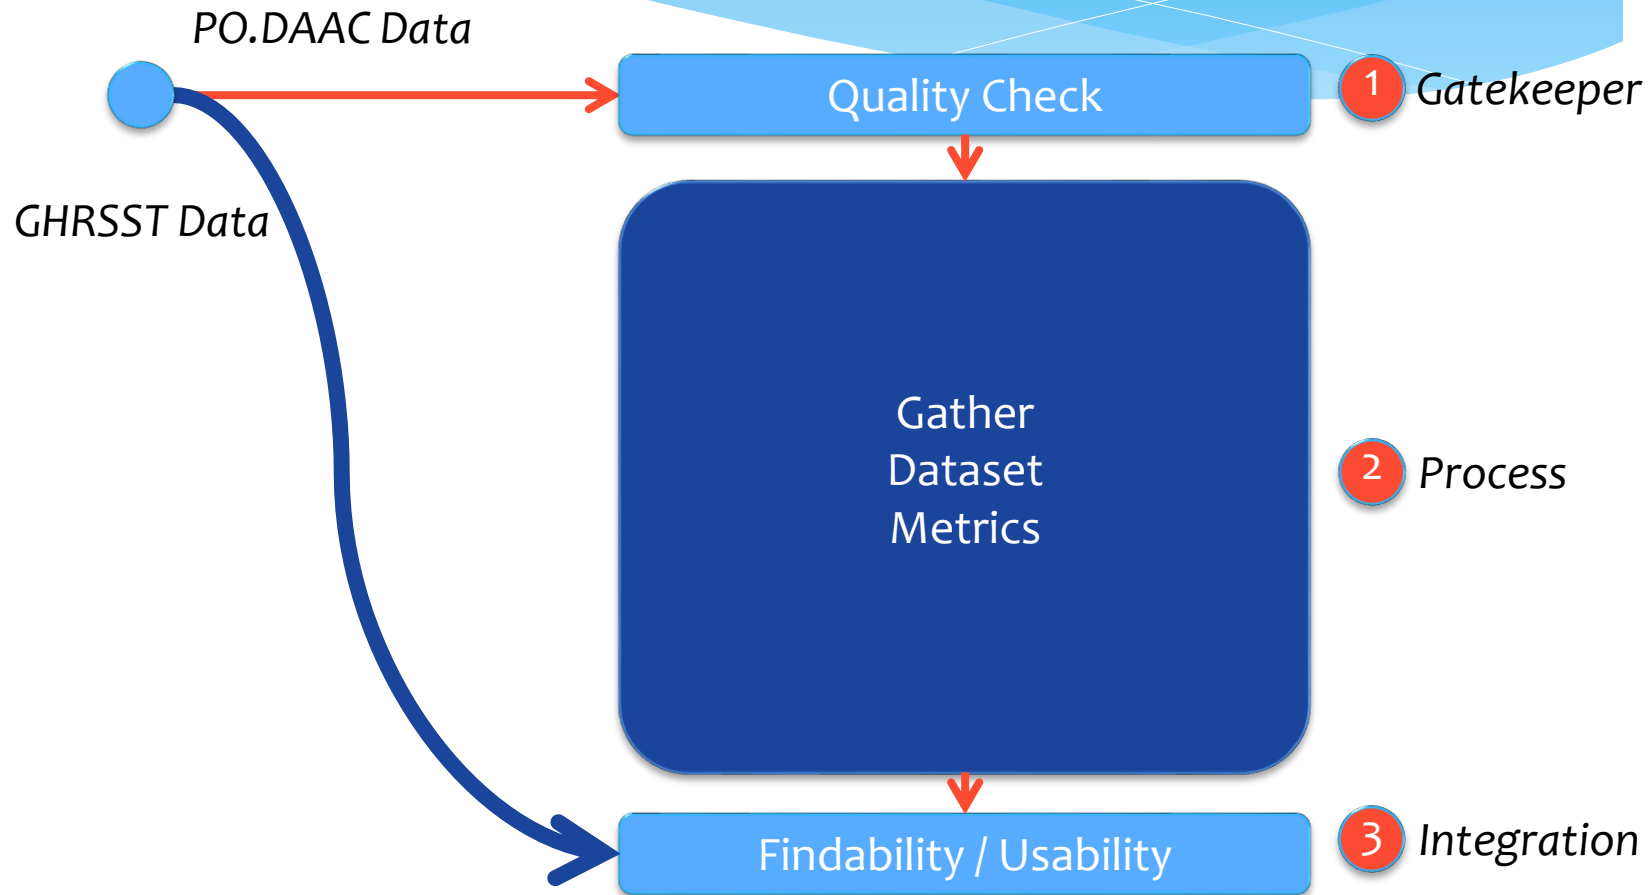 PO.DAAC Data
Quality Check
1 Gatekeeper
GHRSST Data
Gather
Dataset
Metrics
2 Process
Findability / Usability
3 Integration